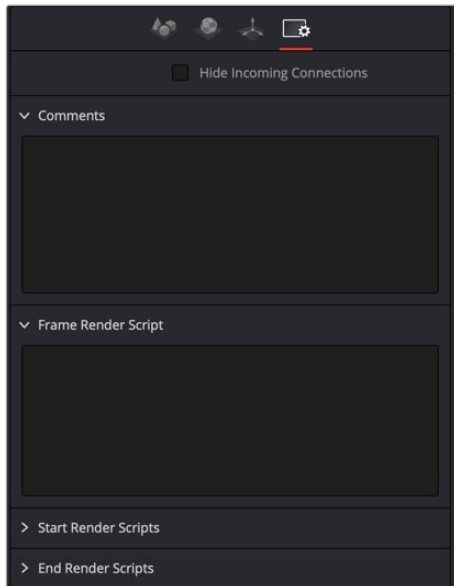 Hide Incoming Connections
Comments
Frame Render Script
Start Render Scripts
End Render Scripts